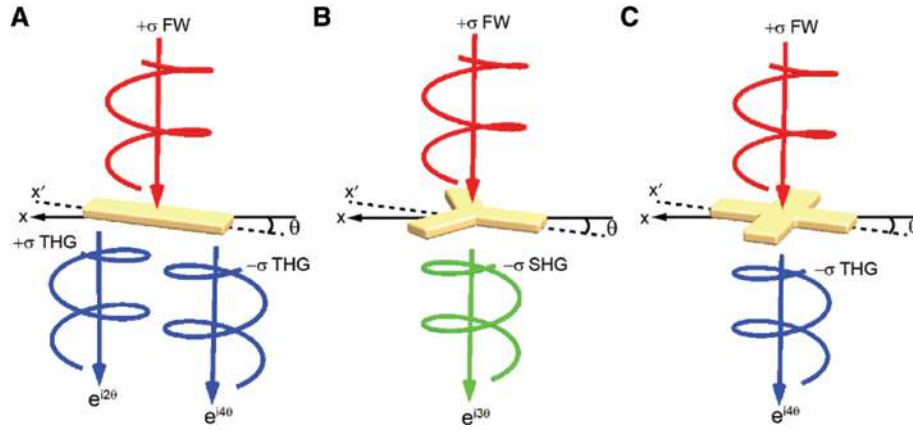 A
+σ FW
x′
x
θ
+σ THG
−σ THG
e^{i2θ}
e^{i4θ}
B
+σ FW
x′
x
θ
−σ SHG
e^{i3θ}
C
+σ FW
x′
x
θ
−σ THG
e^{i4θ}